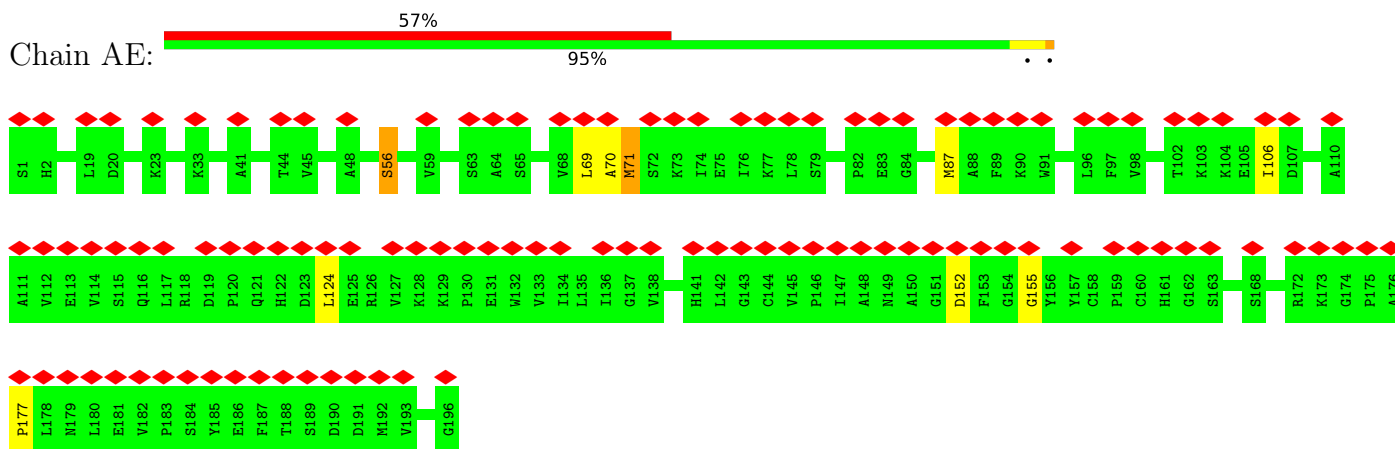 57%
Chain AE:
95%
. .
S1 H2 L19 D20 K23 K33 A41 T44 V45 A48 S56 V59 S63 A64 S65 V68 L69 A70 M71 S72 K73 I74 E75 I76 K77 L78 S79 P82 E83 G84 M87 A88 F89 K90 W91 L96 F97 V98 T102 K103 K104 E105 I106 D107 A110
A111 V112 E113 V114 S115 Q116 L117 R118 D119 P120 Q121 H122 D123 L124 E125 R126 V127 K128 K129 P130 E131 W132 V133 I134 L135 I136 G137 V138 H141 L142 G143 C144 V145 P146 I147 A148 N149 A150 G151 D152 F153 G154 G155 Y156 Y157 C158 P159 C160 H161 G162 S163 S168 R172 K173 G174 P175 A176
P177 L178 N179 L180 E181 V182 P183 S184 Y185 E186 F187 T188 S189 D190 D191 M192 V193 G196